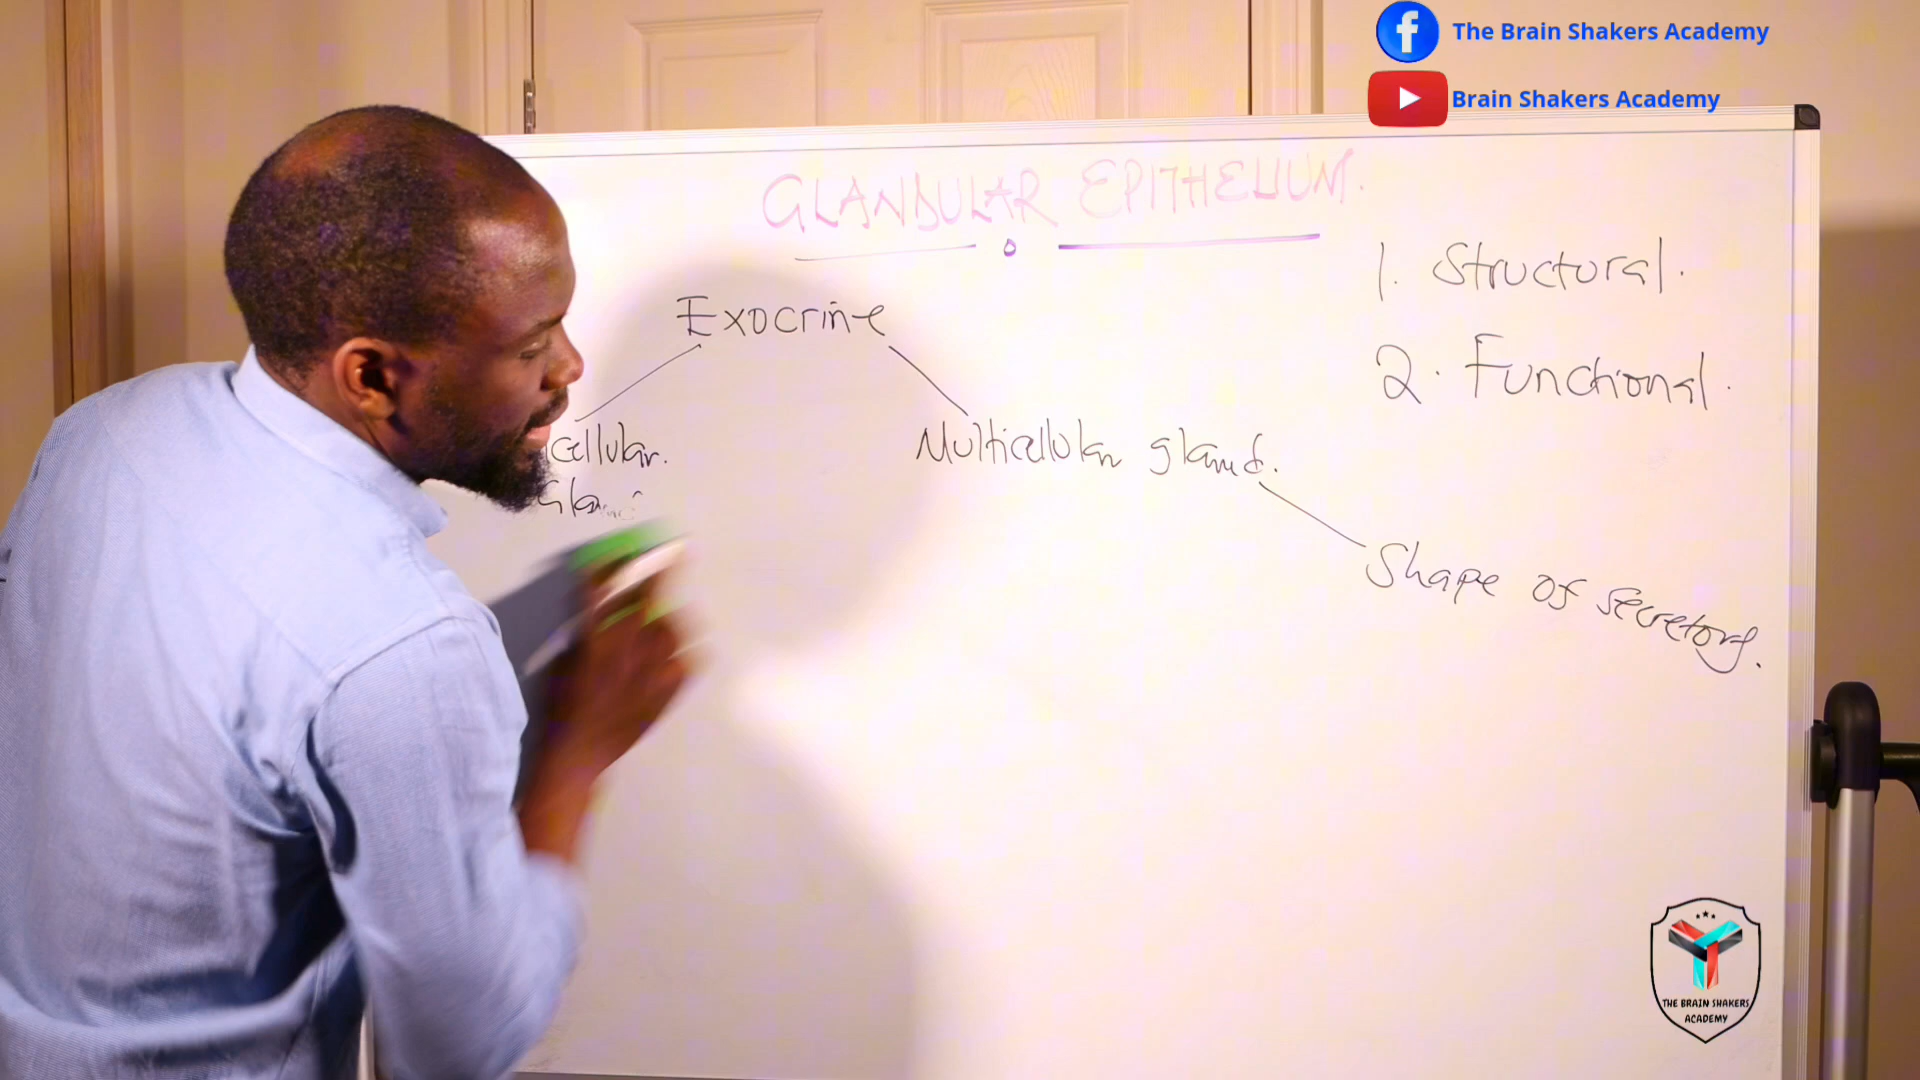 The Brain Shakers Academy
Brain Shakers Academy
GLANDULAR EPITHELIUM.
1. Structural.
2. Functional.
Exocrine
cellular.
Multicellular gland.
Shape of secretory.
THE BRAIN SHAKERS
ACADEMY